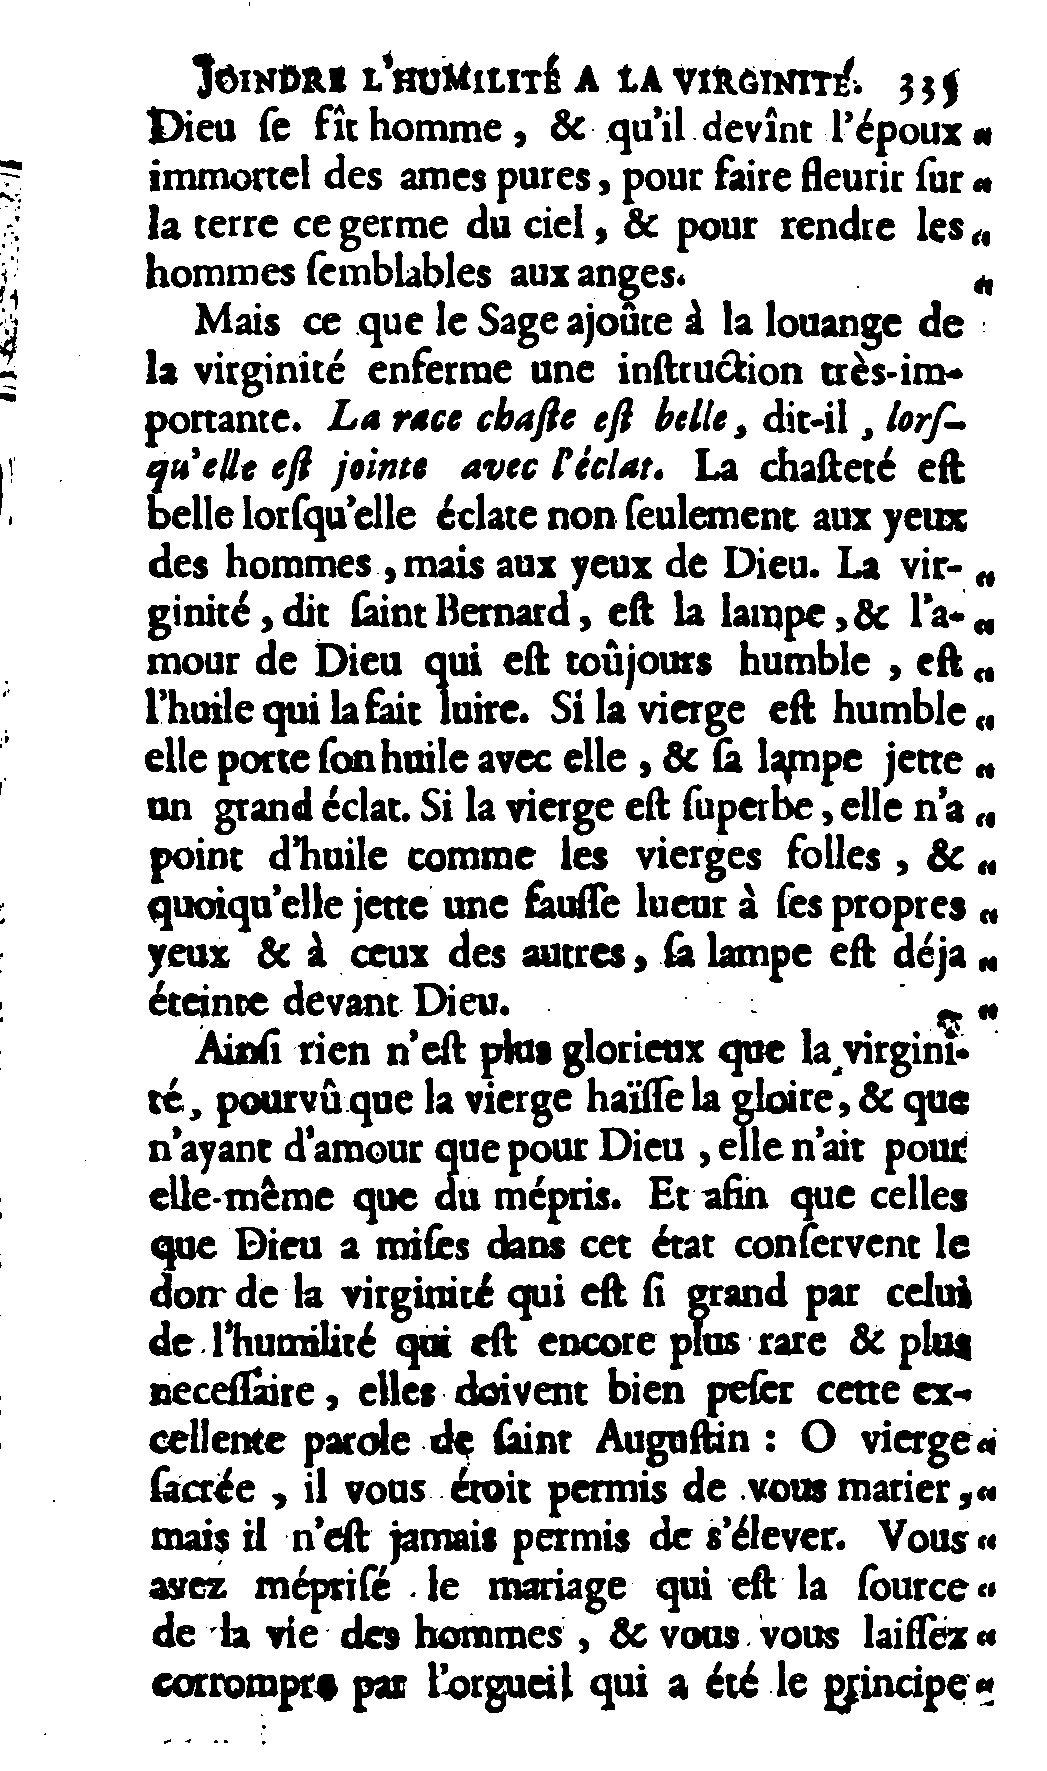 JOINDRE L'HUMILITÉ A LA VIRGINITÉ. 335
Dieu ſe fît homme, & qu'il devînt l'époux "
immortel des ames pures, pour faire fleurir ſur "
la terre ce germe du ciel, & pour rendre les "
hommes ſemblables aux anges. "
Mais ce que le Sage ajoûte à la louange de
la virginité enferme une inſtruction très-im-
portante. La race chaſte eſt belle, dit-il, lorſ-
qu'elle eſt jointe avec l'éclat. La chaſteté eſt
belle lorſqu'elle éclate non ſeulement aux yeux
des hommes, mais aux yeux de Dieu. La vir- "
ginité, dit ſaint Bernard, eſt la lampe, & l'a- "
mour de Dieu qui eſt toûjours humble, eſt "
l'huile qui la fait luire. Si la vierge eſt humble "
elle porte ſon huile avec elle, & ſa lampe jette "
un grand éclat. Si la vierge eſt ſuperbe, elle n'a "
point d'huile comme les vierges folles, & "
quoiqu'elle jette une fauſſe lueur à ſes propres "
yeux & à ceux des autres, ſa lampe eſt déja "
éteinte devant Dieu. "
Ainſi rien n'eſt plus glorieux que la virgini-
té, pourvû que la vierge haïſſe la gloire, & que
n'ayant d'amour que pour Dieu, elle n'ait pour
elle-même que du mépris. Et afin que celles
que Dieu a miſes dans cet état conſervent le
don de la virginité qui eſt ſi grand par celui
de l'humilité qui eſt encore plus rare & plus
neceſſaire, elles doivent bien peſer cette ex-
cellente parole de ſaint Auguſtin : O vierge "
ſacrée, il vous étoit permis de vous marier, "
mais il n'eſt jamais permis de s'élever. Vous "
avez mépriſé le mariage qui eſt la ſource "
de la vie des hommes, & vous vous laiſſez "
corrompre par l'orgueil qui a été le principe "